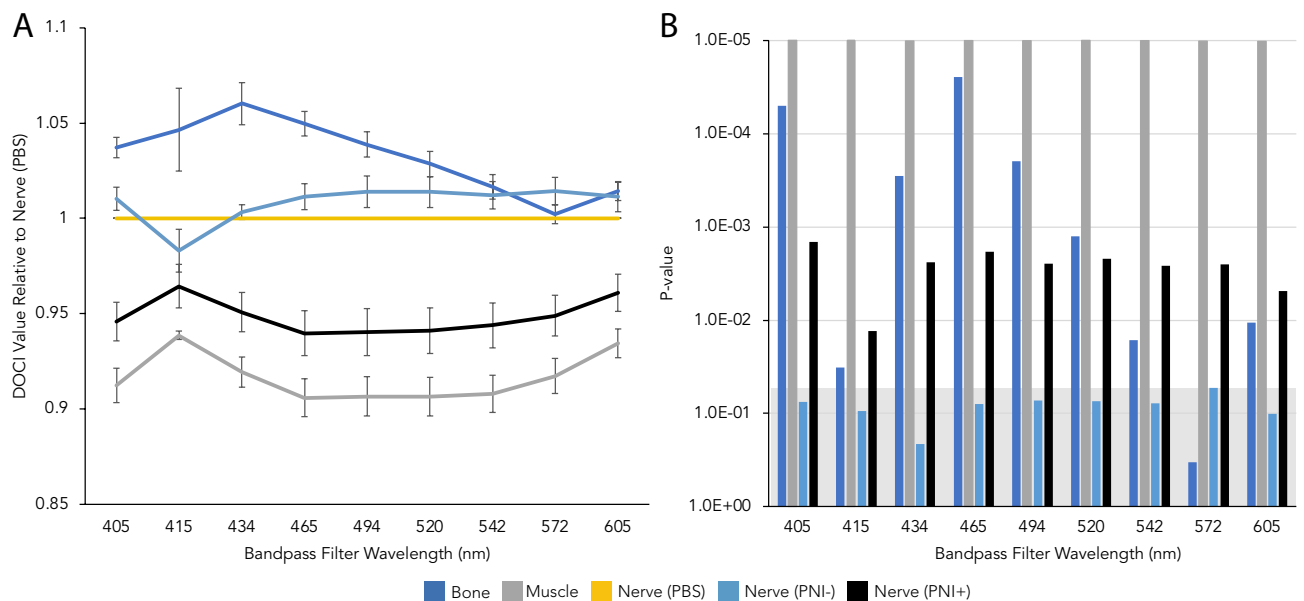 A
DOCI Value Relative to Nerve (PBS)
1.1
1.05
1
0.95
0.9
0.85
405 415 434 465 494 520 542 572 605
Bandpass Filter Wavelength (nm)
B
P-value
1.0E-05
1.0E-04
1.0E-03
1.0E-02
1.0E-01
1.0E+00
405 415 434 465 494 520 542 572 605
Bandpass Filter Wavelength (nm)
Bone Muscle Nerve (PBS) Nerve (PNI-) Nerve (PNI+)